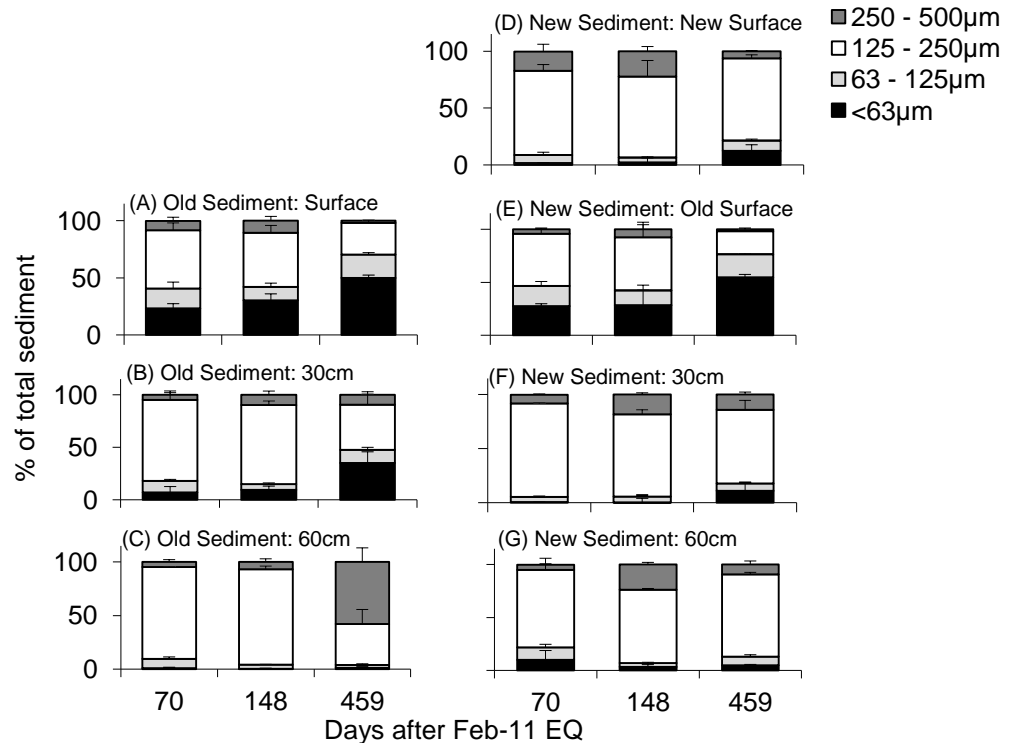 (D) New Sediment: New Surface
250 - 500µm
125 - 250µm
63 - 125µm
<63µm
100
50
0
(A) Old Sediment: Surface
100
50
0
(E) New Sediment: Old Surface
% of total sediment
(B) Old Sediment: 30cm
100
50
0
(F) New Sediment: 30cm
(C) Old Sediment: 60cm
100
50
0
(G) New Sediment: 60cm
70 148 459
70 148 459
Days after Feb-11 EQ